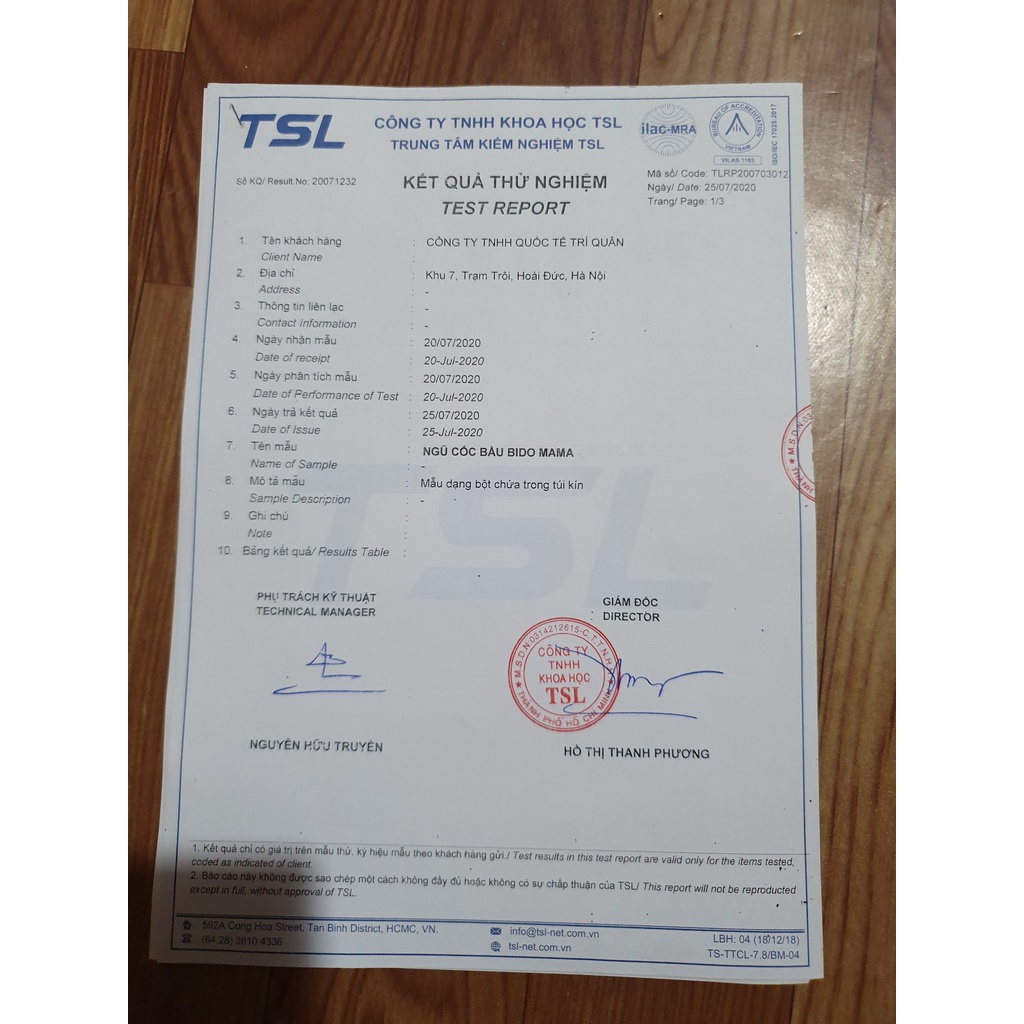 TSL
CÔNG TY TNHH KHOA HỌC TSL
TRUNG TÂM KIỂM NGHIỆM TSL
ilac-MRA
BUREAU OF ACCREDITATION
VIETNAM
VILAS 1183
ISO/IEC 17025:2017
Số KQ/ Result.No: 20071232
KẾT QUẢ THỬ NGHIỆM
TEST REPORT
Mã số/ Code: TLRP200703012
Ngày/ Date: 25/07/2020
Trang/ Page: 1/3
1. Tên khách hàng : CÔNG TY TNHH QUỐC TẾ TRÍ QUÂN
Client Name :
2. Địa chỉ : Khu 7, Trạm Trôi, Hoài Đức, Hà Nội
Address : -
3. Thông tin liên lạc : -
Contact information : -
4. Ngày nhận mẫu : 20/07/2020
Date of receipt : 20-Jul-2020
5. Ngày phân tích mẫu : 20/07/2020
Date of Performance of Test : 20-Jul-2020
6. Ngày trả kết quả : 25/07/2020
Date of Issue : 25-Jul-2020
7. Tên mẫu : NGŨ CỐC BẦU BIDO MAMA
Name of Sample : -
8. Mô tả mẫu : Mẫu dạng bột chứa trong túi kín
Sample Description : -
9. Ghi chú :
Note :
10. Bảng kết quả/ Results Table :
TSL
PHỤ TRÁCH KỸ THUẬT
TECHNICAL MANAGER
GIÁM ĐỐC
DIRECTOR
M.S.D.N:0314212615-C.T.T.N.H.H
CÔNG TY
TNHH
KHOA HỌC
TSL
THÀNH PHỐ HỒ CHÍ MINH
NGUYỄN HỮU TRUYỀN
HỒ THỊ THANH PHƯƠNG
1. Kết quả chỉ có giá trị trên mẫu thử, ký hiệu mẫu theo khách hàng gửi./ Test results in this test report are valid only for the items tested,
coded as indicated of client.
2. Báo cáo này không được sao chép một cách không đầy đủ hoặc không có sự chấp thuận của TSL/ This report will not be reproduced
except in full, without approval of TSL.
592A Cong Hoa Street, Tan Binh District, HCMC, VN.
(84.28) 3810 4336
info@tsl-net.com.vn
tsl-net.com.vn
LBH: 04 (18/12/18)
TS-TTCL-7.8/BM-04